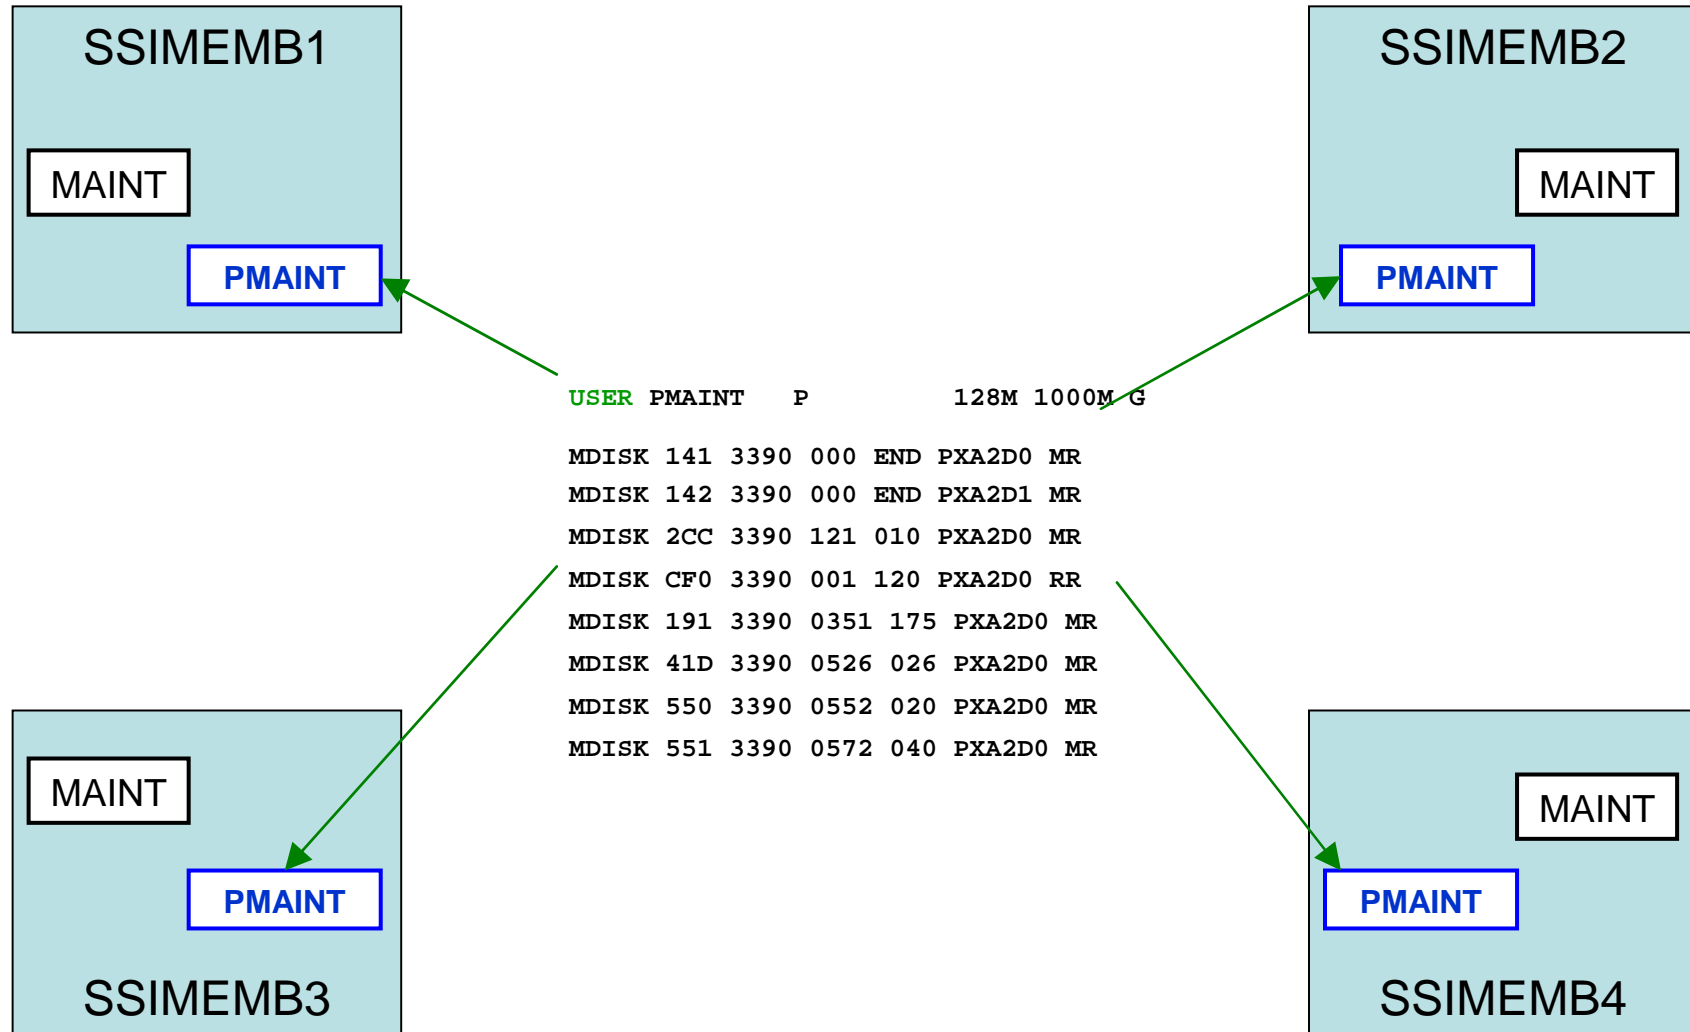 SSIMEMB1
MAINT
PMAINT
SSIMEMB2
MAINT
PMAINT
USER PMAINT   P         128M 1000M G
MDISK 141 3390 000 END PXA2D0 MR
MDISK 142 3390 000 END PXA2D1 MR
MDISK 2CC 3390 121 010 PXA2D0 MR
MDISK CF0 3390 001 120 PXA2D0 RR
MDISK 191 3390 0351 175 PXA2D0 MR
MDISK 41D 3390 0526 026 PXA2D0 MR
MDISK 550 3390 0552 020 PXA2D0 MR
MDISK 551 3390 0572 040 PXA2D0 MR
MAINT
PMAINT
SSIMEMB3
MAINT
PMAINT
SSIMEMB4